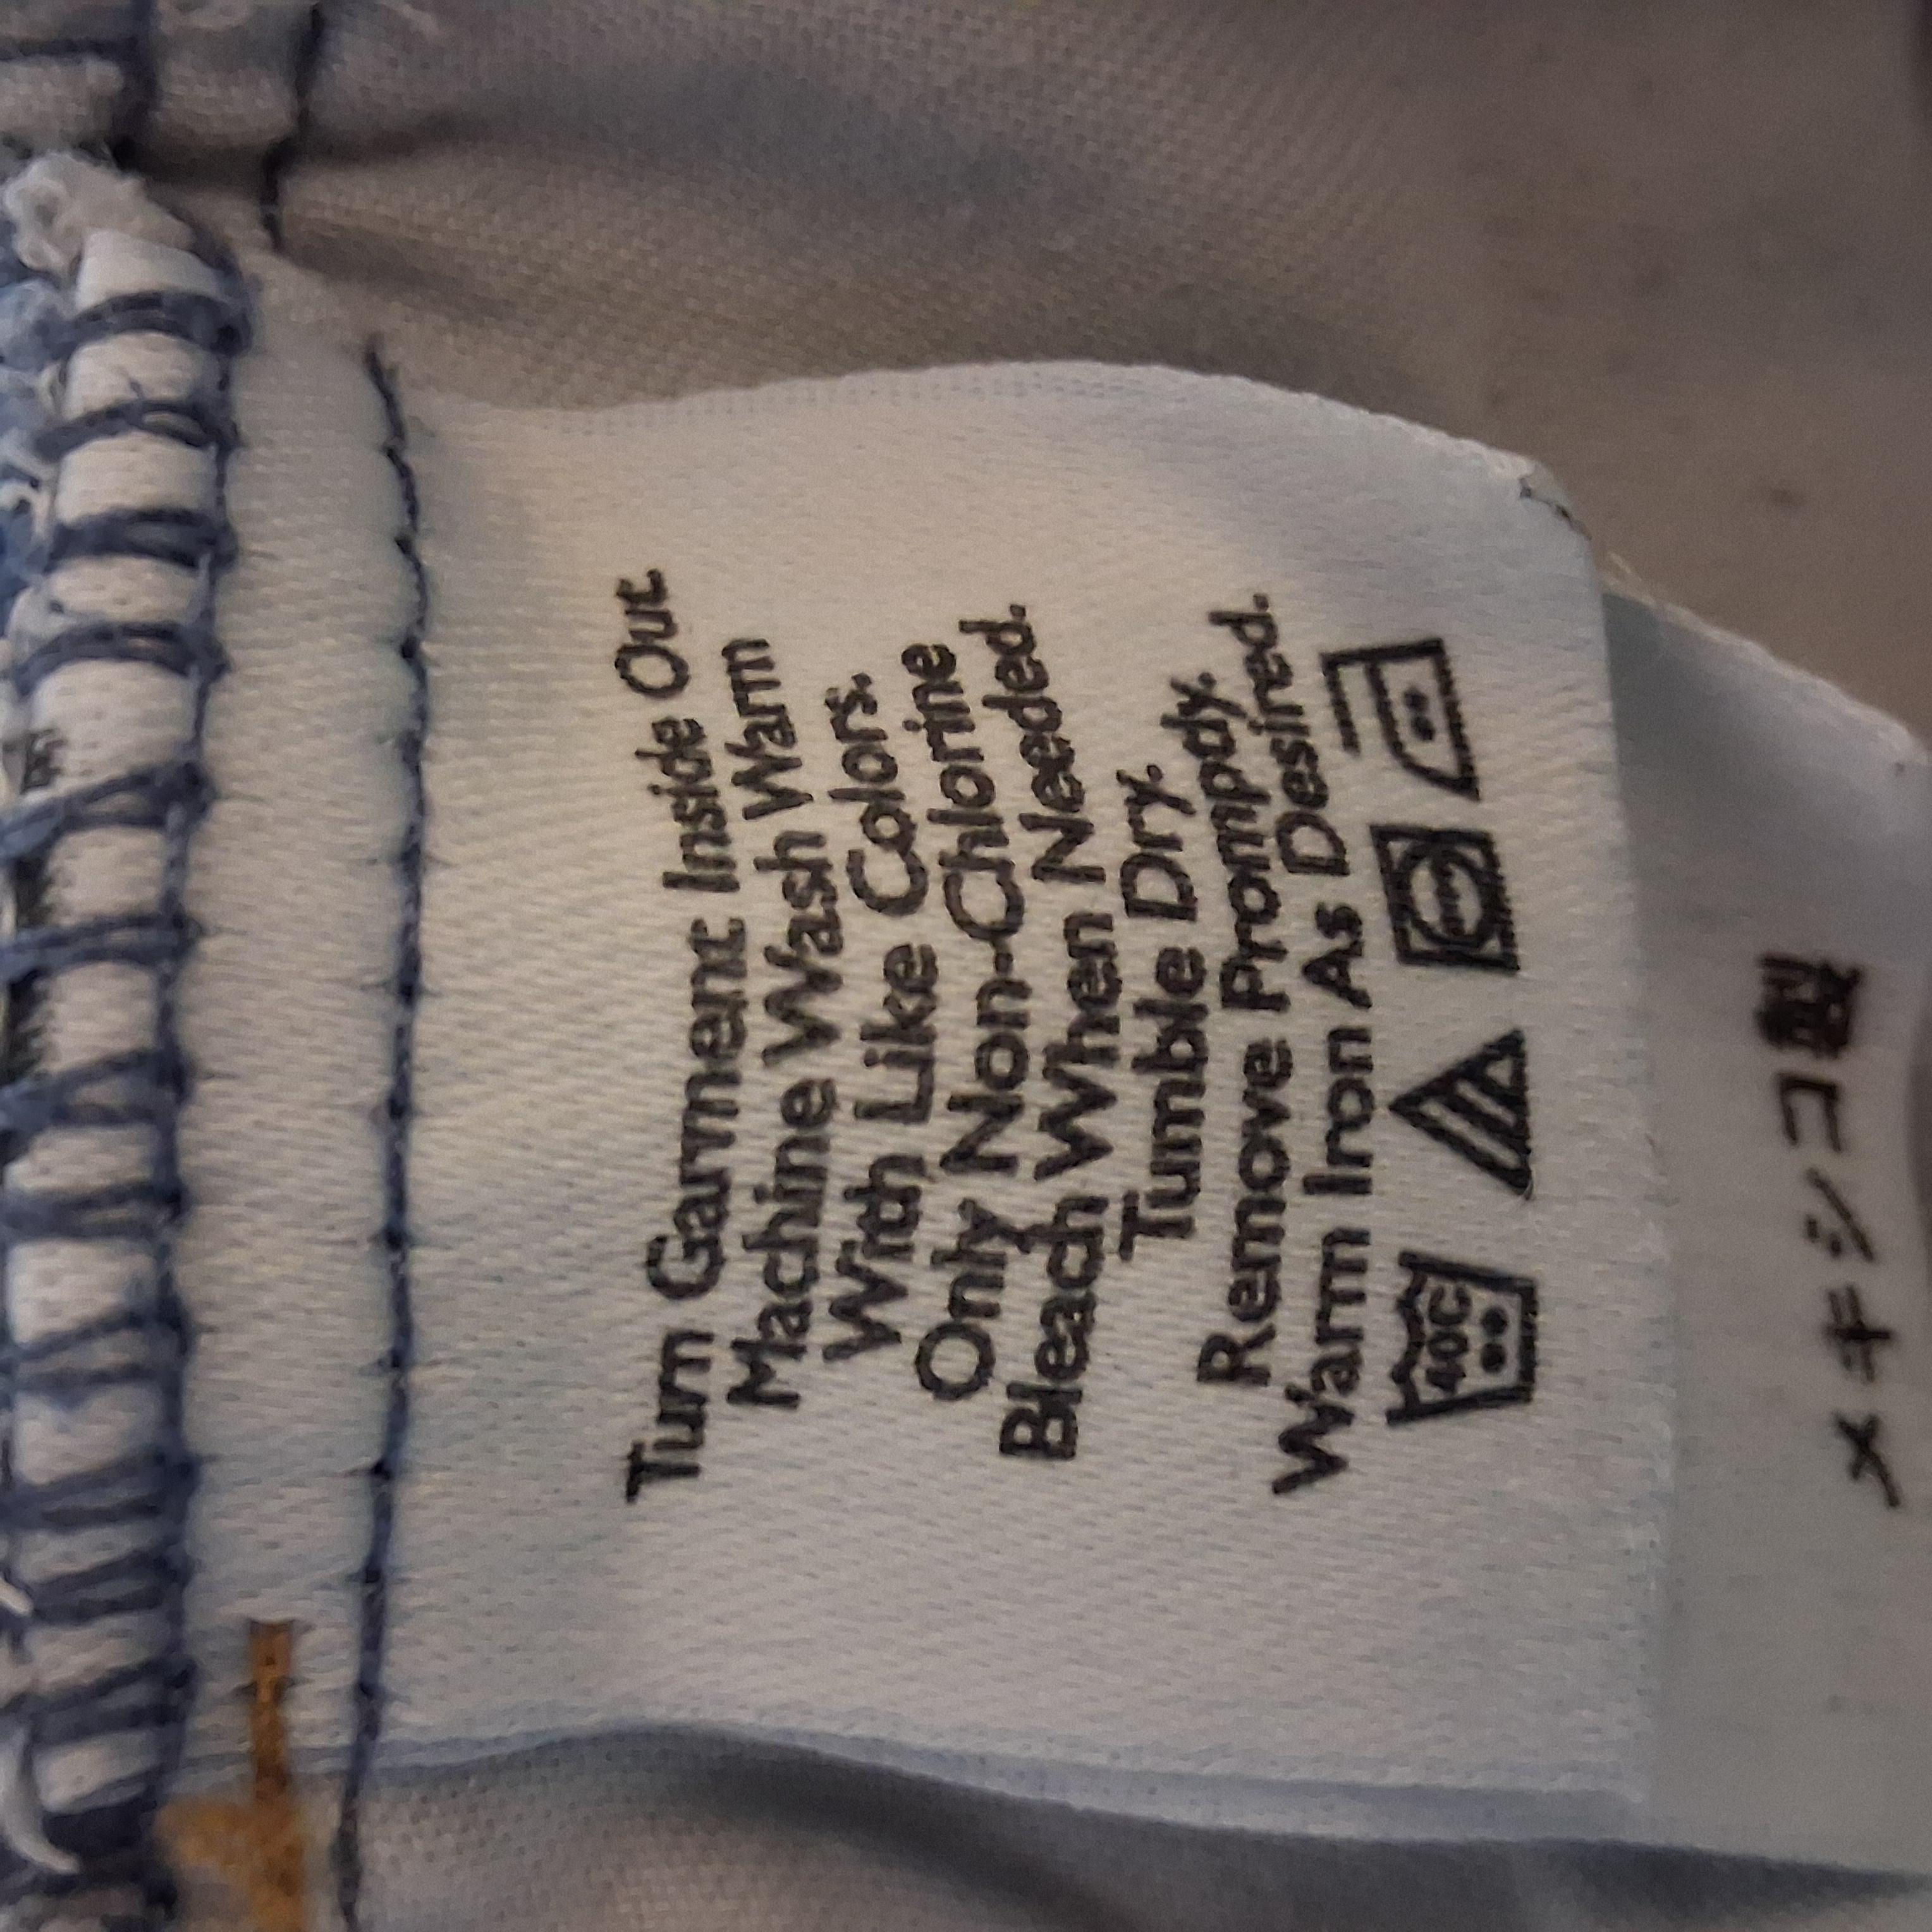 Turn Garment Inside Out
Machine Wash Warm
With Like Colors.
Only Non-Chlorine
Bleach When Needed.
Tumble Dry.
Remove Promptly.
Warm Iron As Desired.
40C
メキシコ製